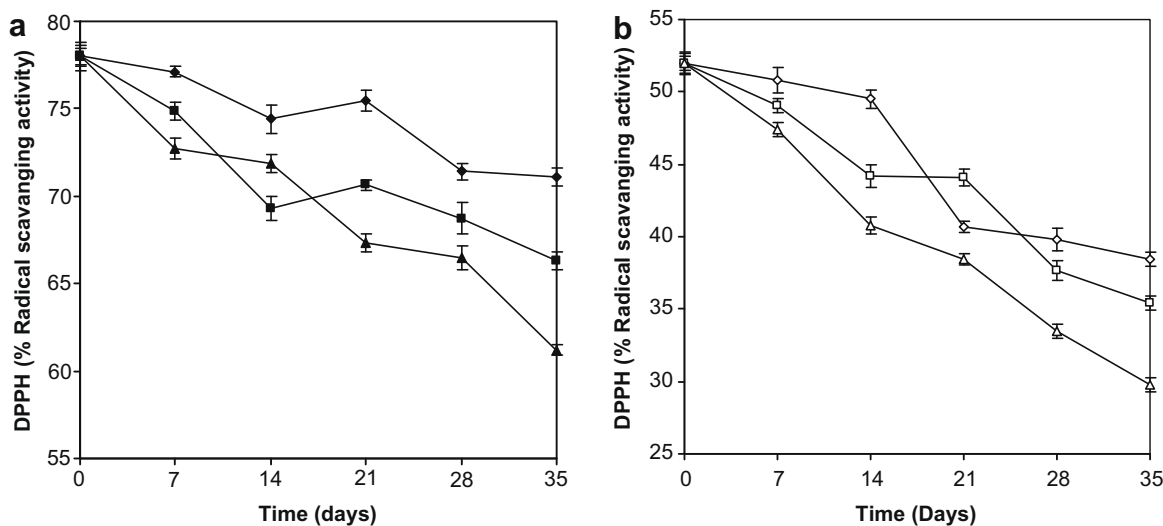 a
80
75
70
65
60
55
DPPH (% Radical scavanging activity)
0 7 14 21 28 35
Time (days)
b
55
50
45
40
35
30
25
DPPH (% Radical scavanging activity)
0 7 14 21 28 35
Time (Days)